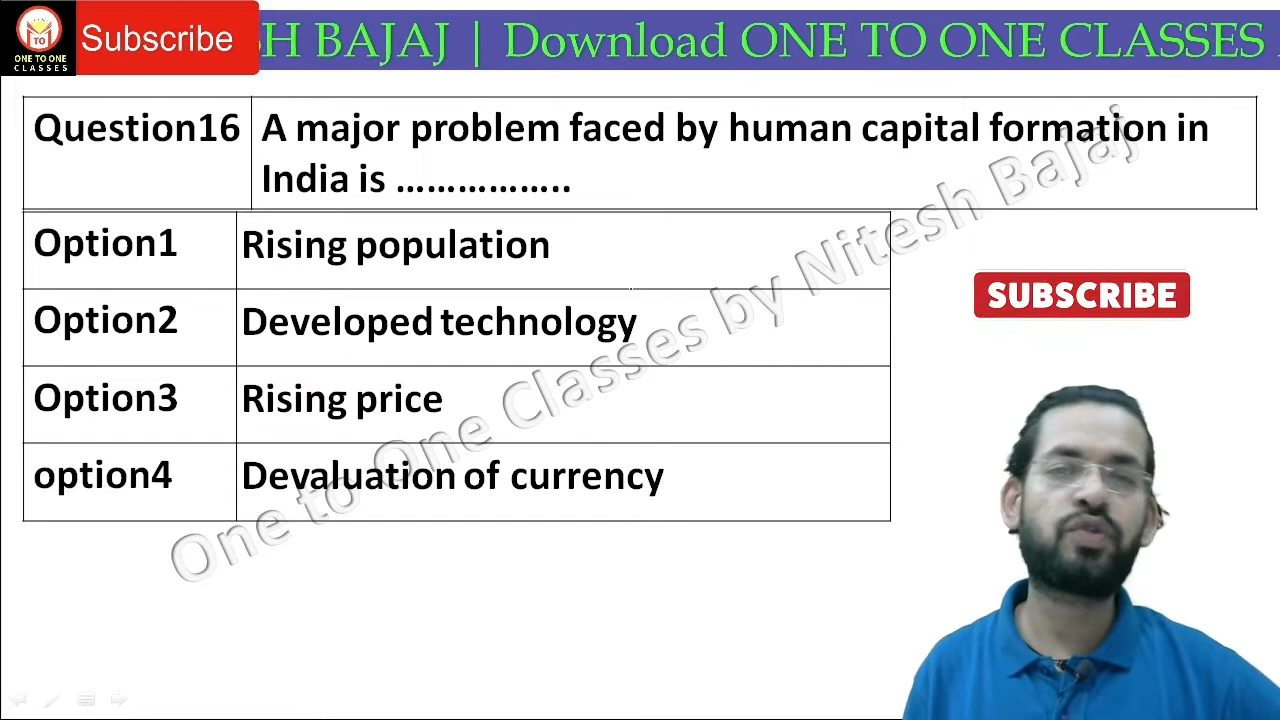 TO
ONE TO ONE
CLASSES
Subscribe
SH BAJAJ | Download ONE TO ONE CLASSES
Question16 A major problem faced by human capital formation in
India is ……………..
Option1 Rising population
Option2 Developed technology
Option3 Rising price
option4 Devaluation of currency
SUBSCRIBE
One to One Classes by Nitesh Bajaj